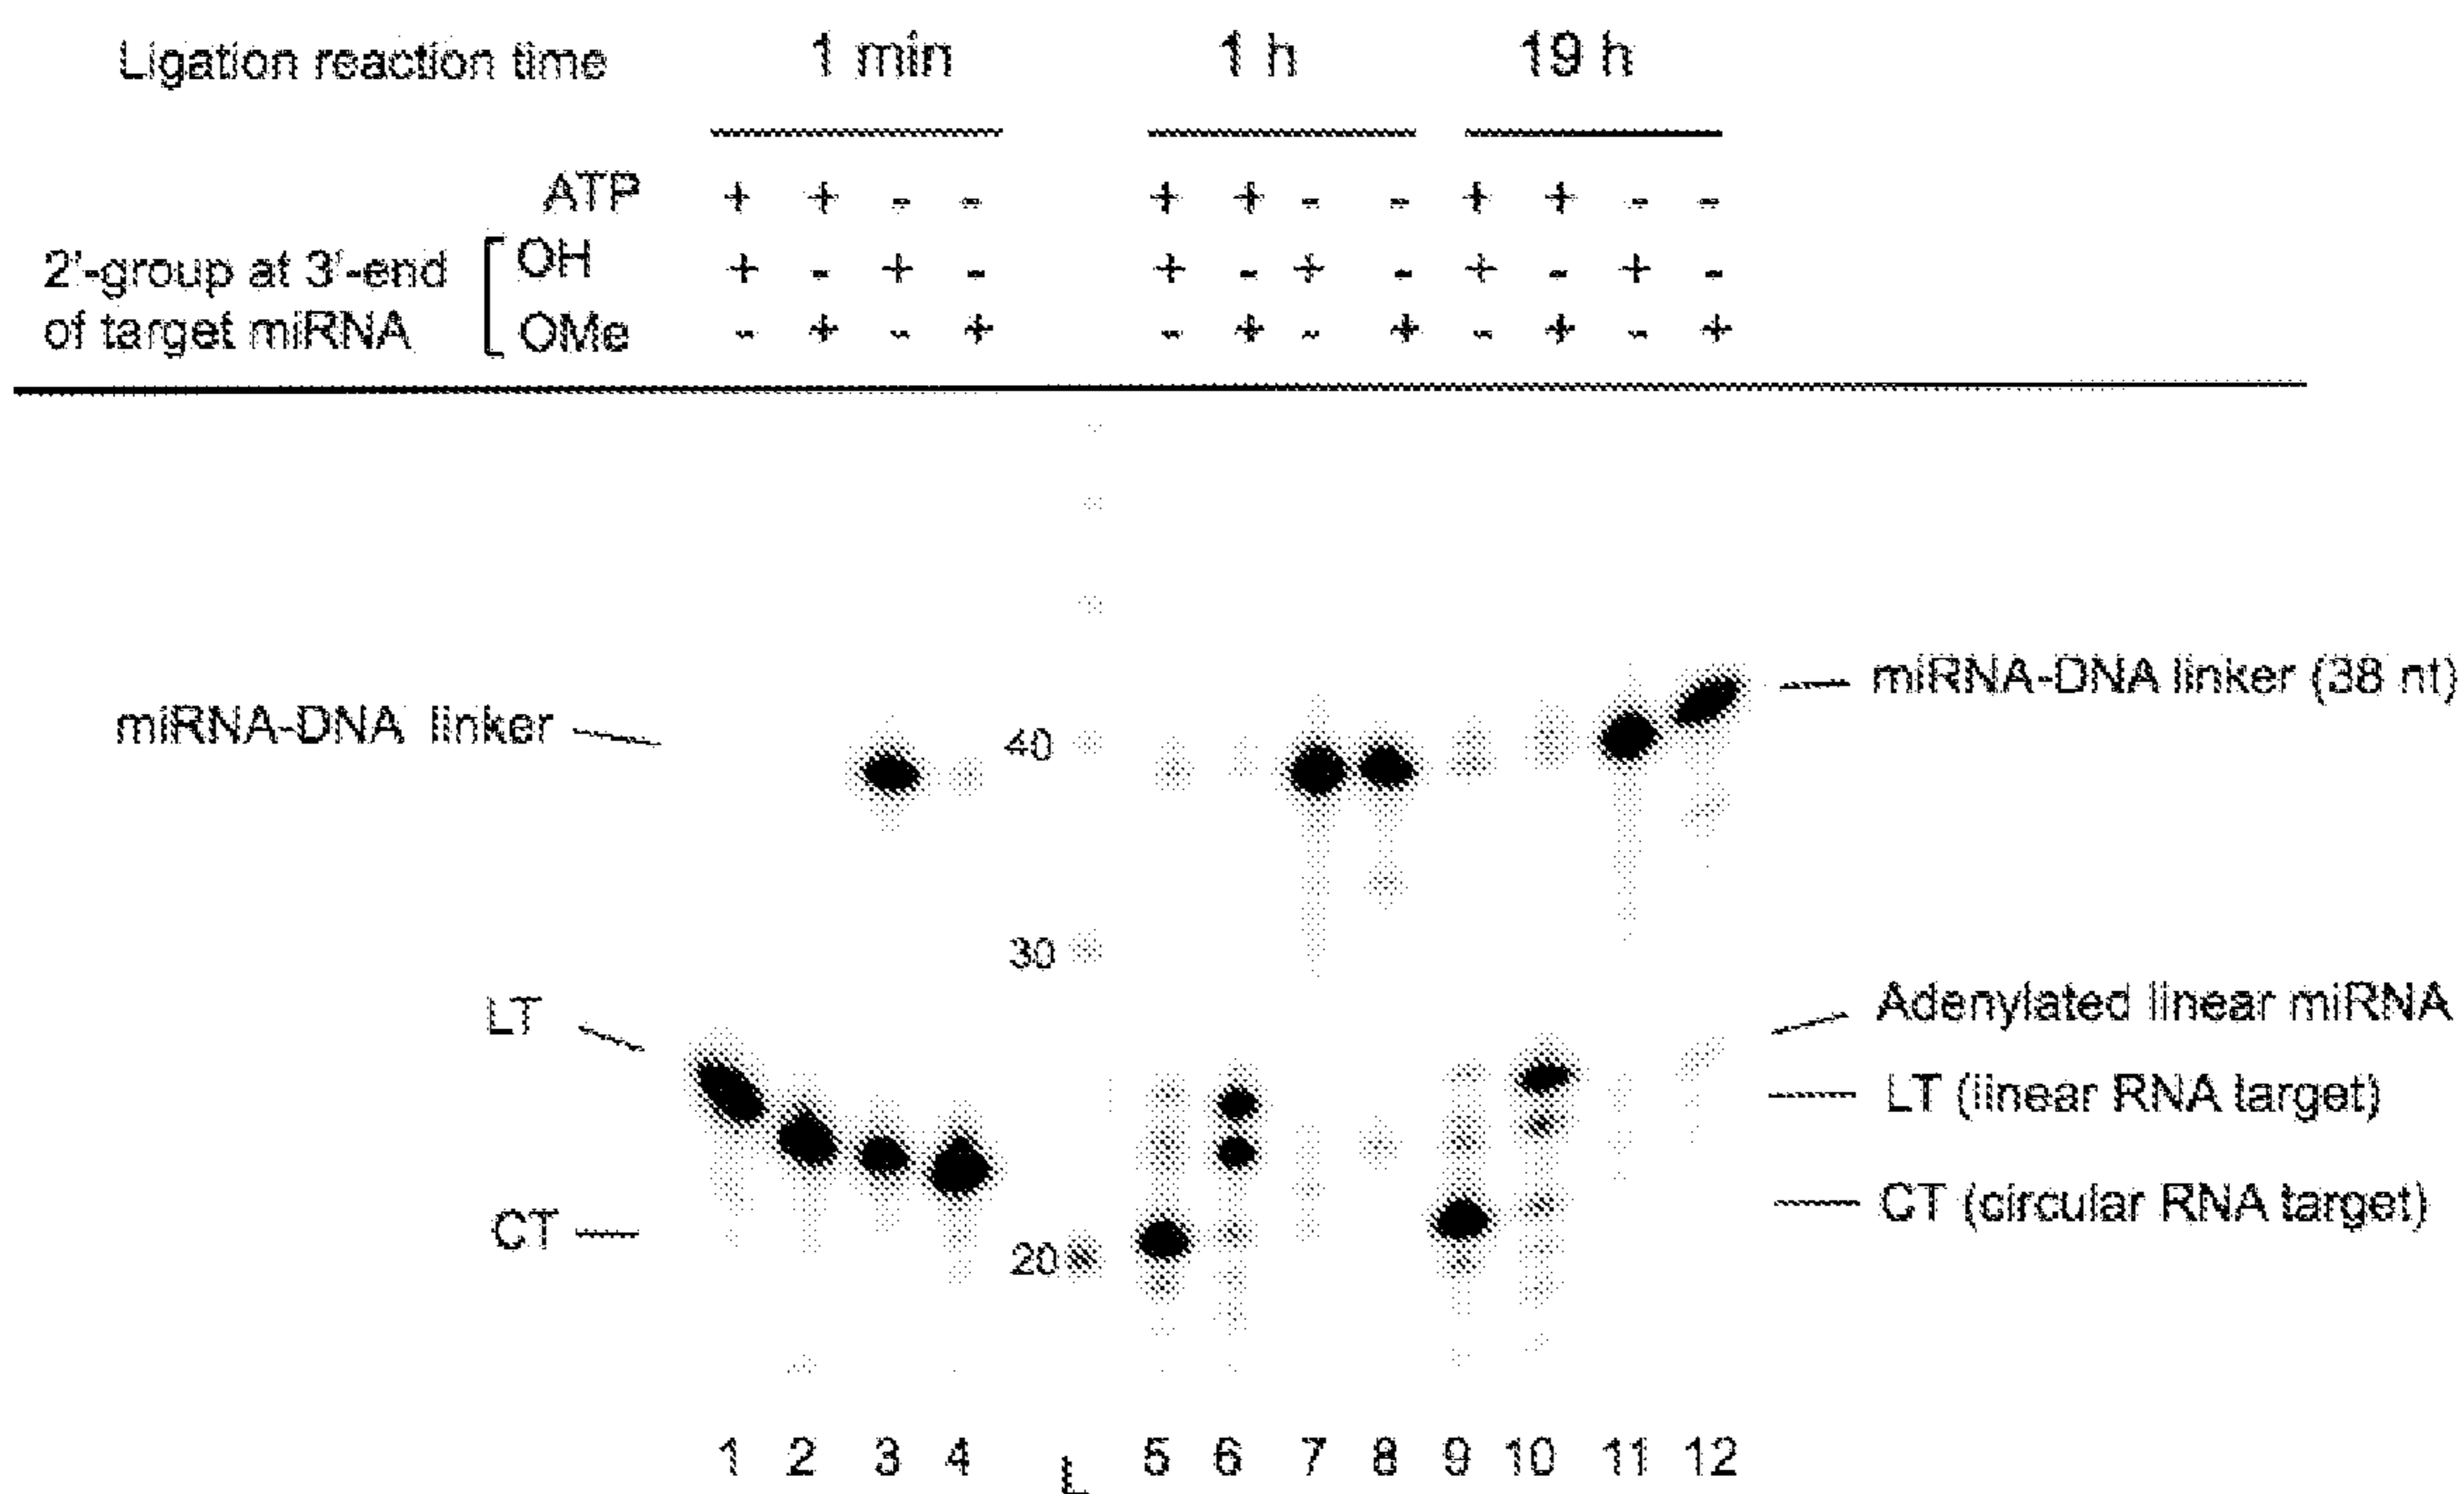 Ligation reaction time 1 min 1 h 19 h
ATP + + - - + + - - + + - -
2'-group at 3'-end of target miRNA [ OH + - + - + - + - + - + -
OMe - + - + - + - + - + - +
miRNA-DNA linker (38 nt)
miRNA-DNA linker
40
30
Adenylated linear miRNA
LT
LT (linear RNA target)
CT (circular RNA target)
CT
20
1 2 3 4 L 5 6 7 8 9 10 11 12